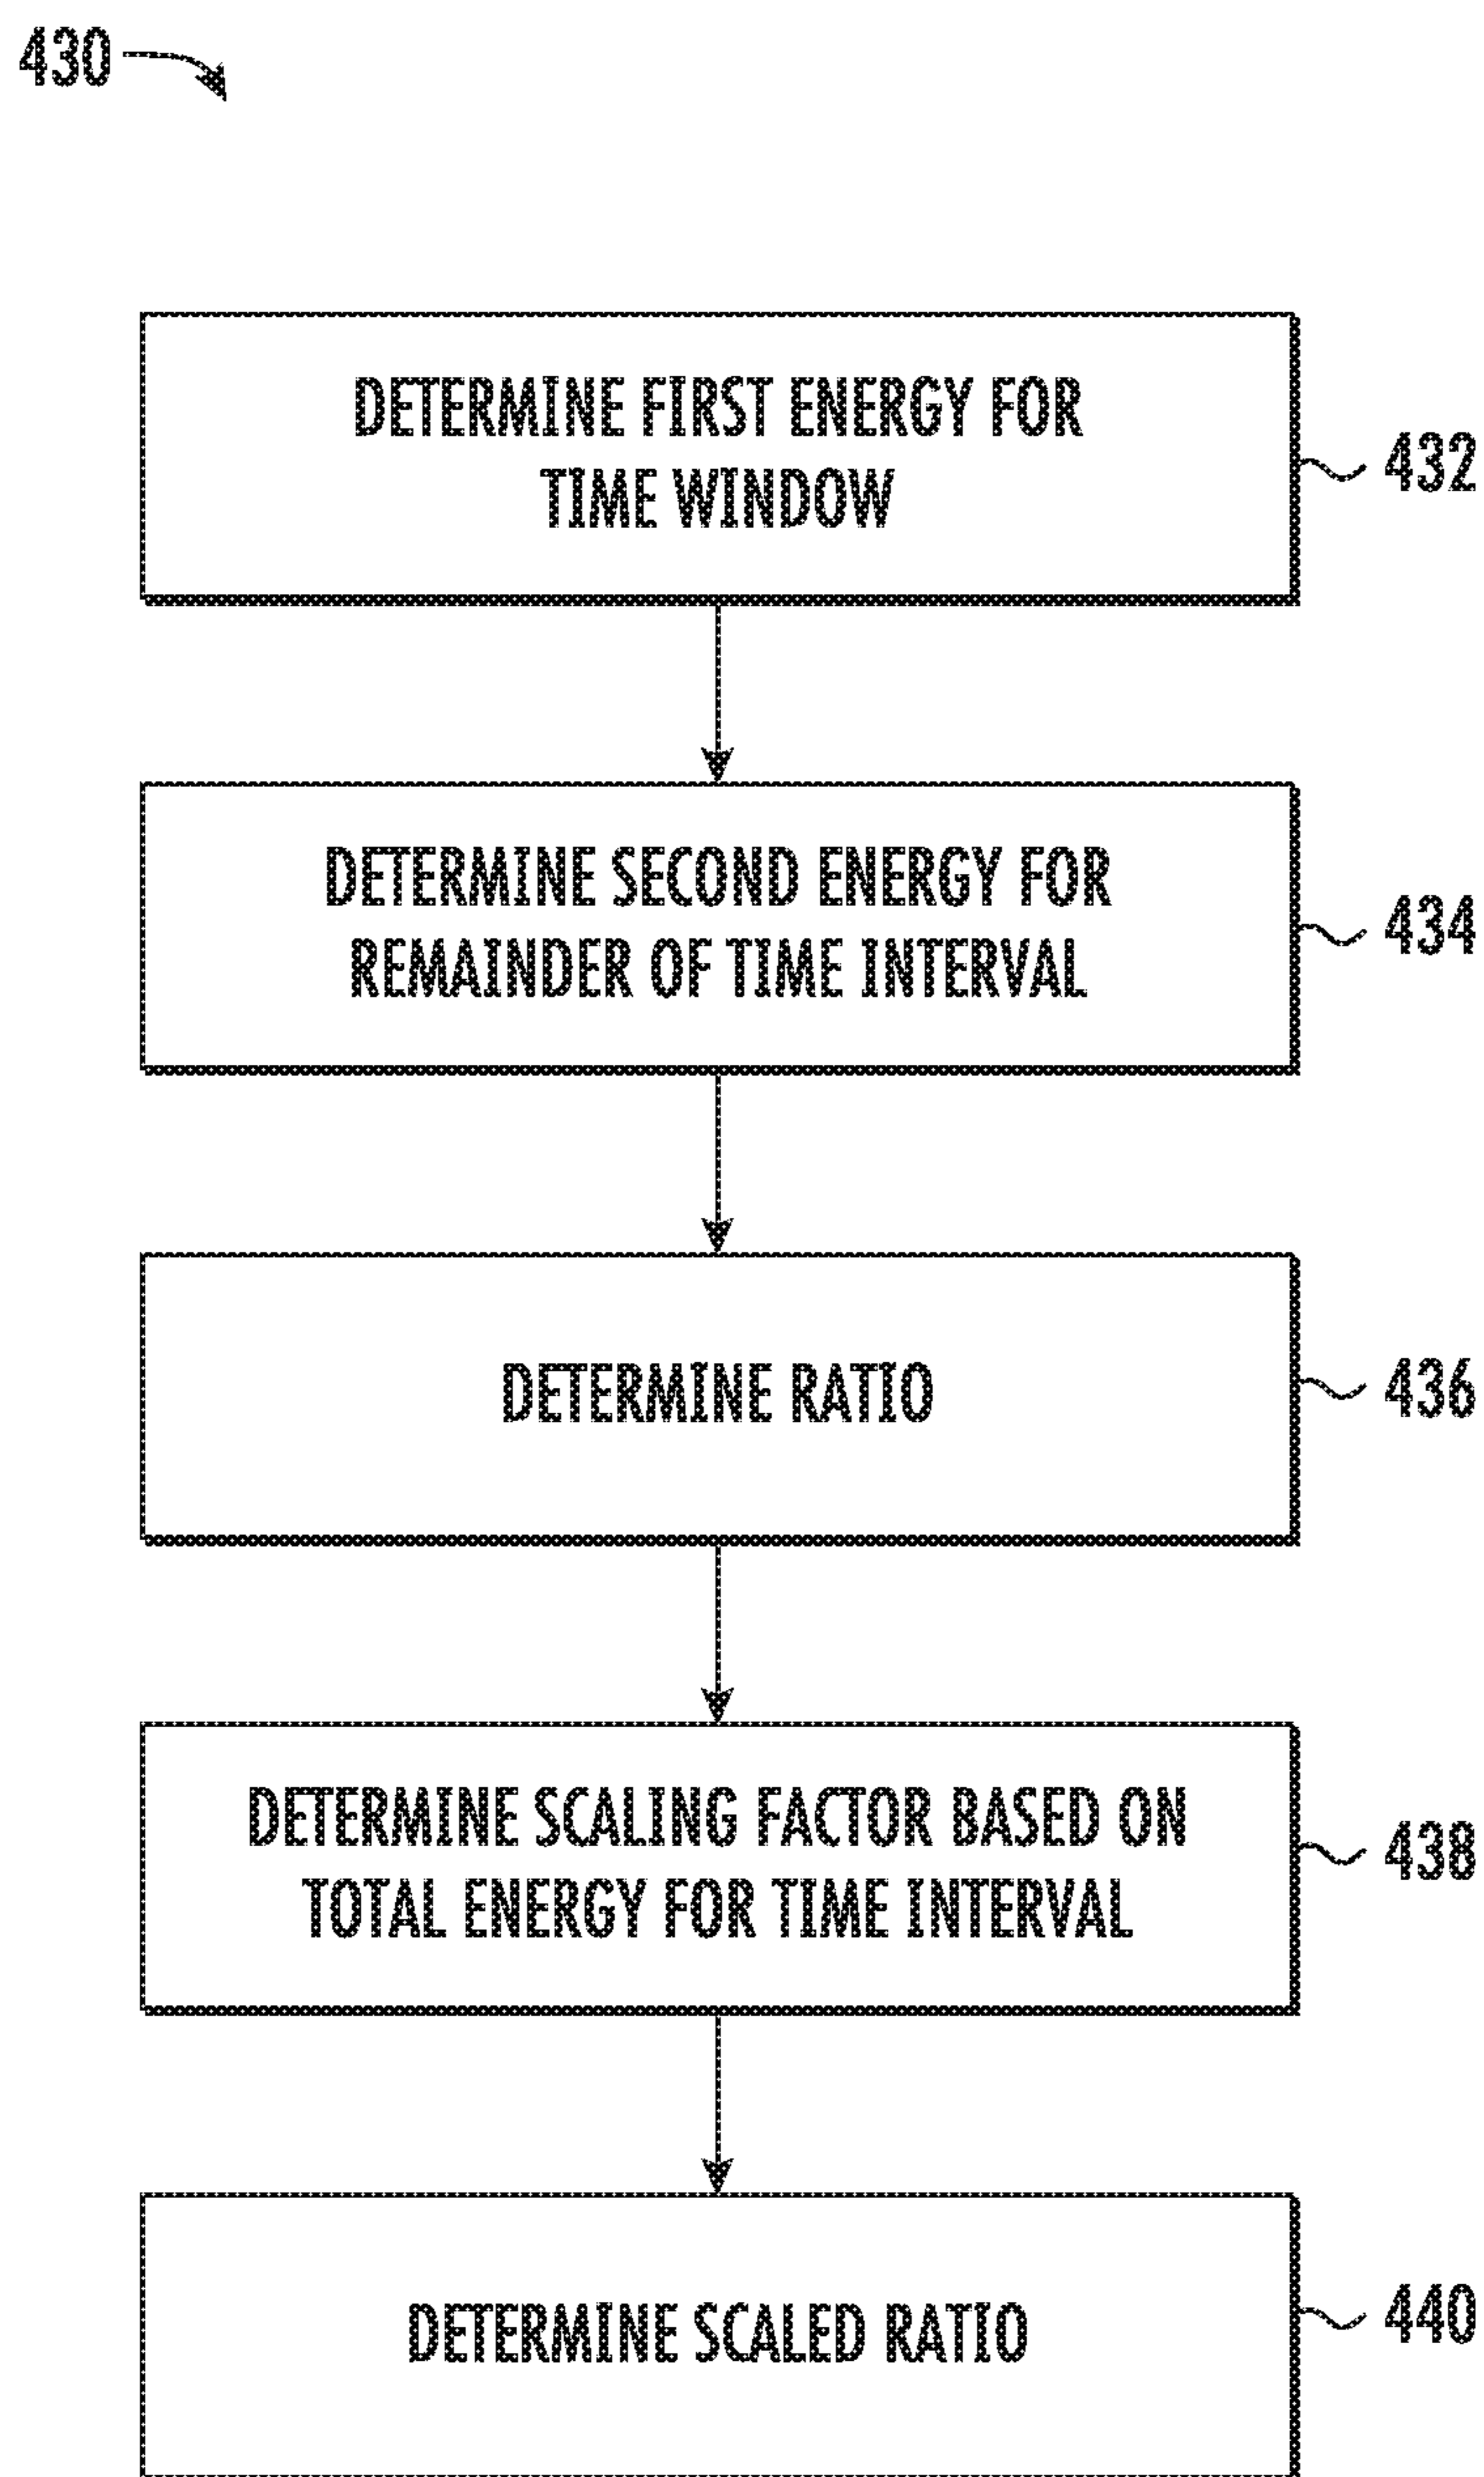 430
DETERMINE FIRST ENERGY FOR
TIME WINDOW
432
DETERMINE SECOND ENERGY FOR
REMAINDER OF TIME INTERVAL
434
DETERMINE RATIO
436
DETERMINE SCALING FACTOR BASED ON
TOTAL ENERGY FOR TIME INTERVAL
438
DETERMINE SCALED RATIO
440